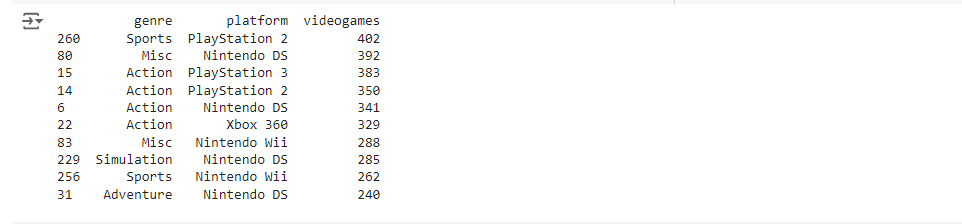 genre platform videogames
260 Sports PlayStation 2 402
80 Misc Nintendo DS 392
15 Action PlayStation 3 383
14 Action PlayStation 2 350
6 Action Nintendo DS 341
22 Action Xbox 360 329
83 Misc Nintendo Wii 288
229 Simulation Nintendo DS 285
256 Sports Nintendo Wii 262
31 Adventure Nintendo DS 240